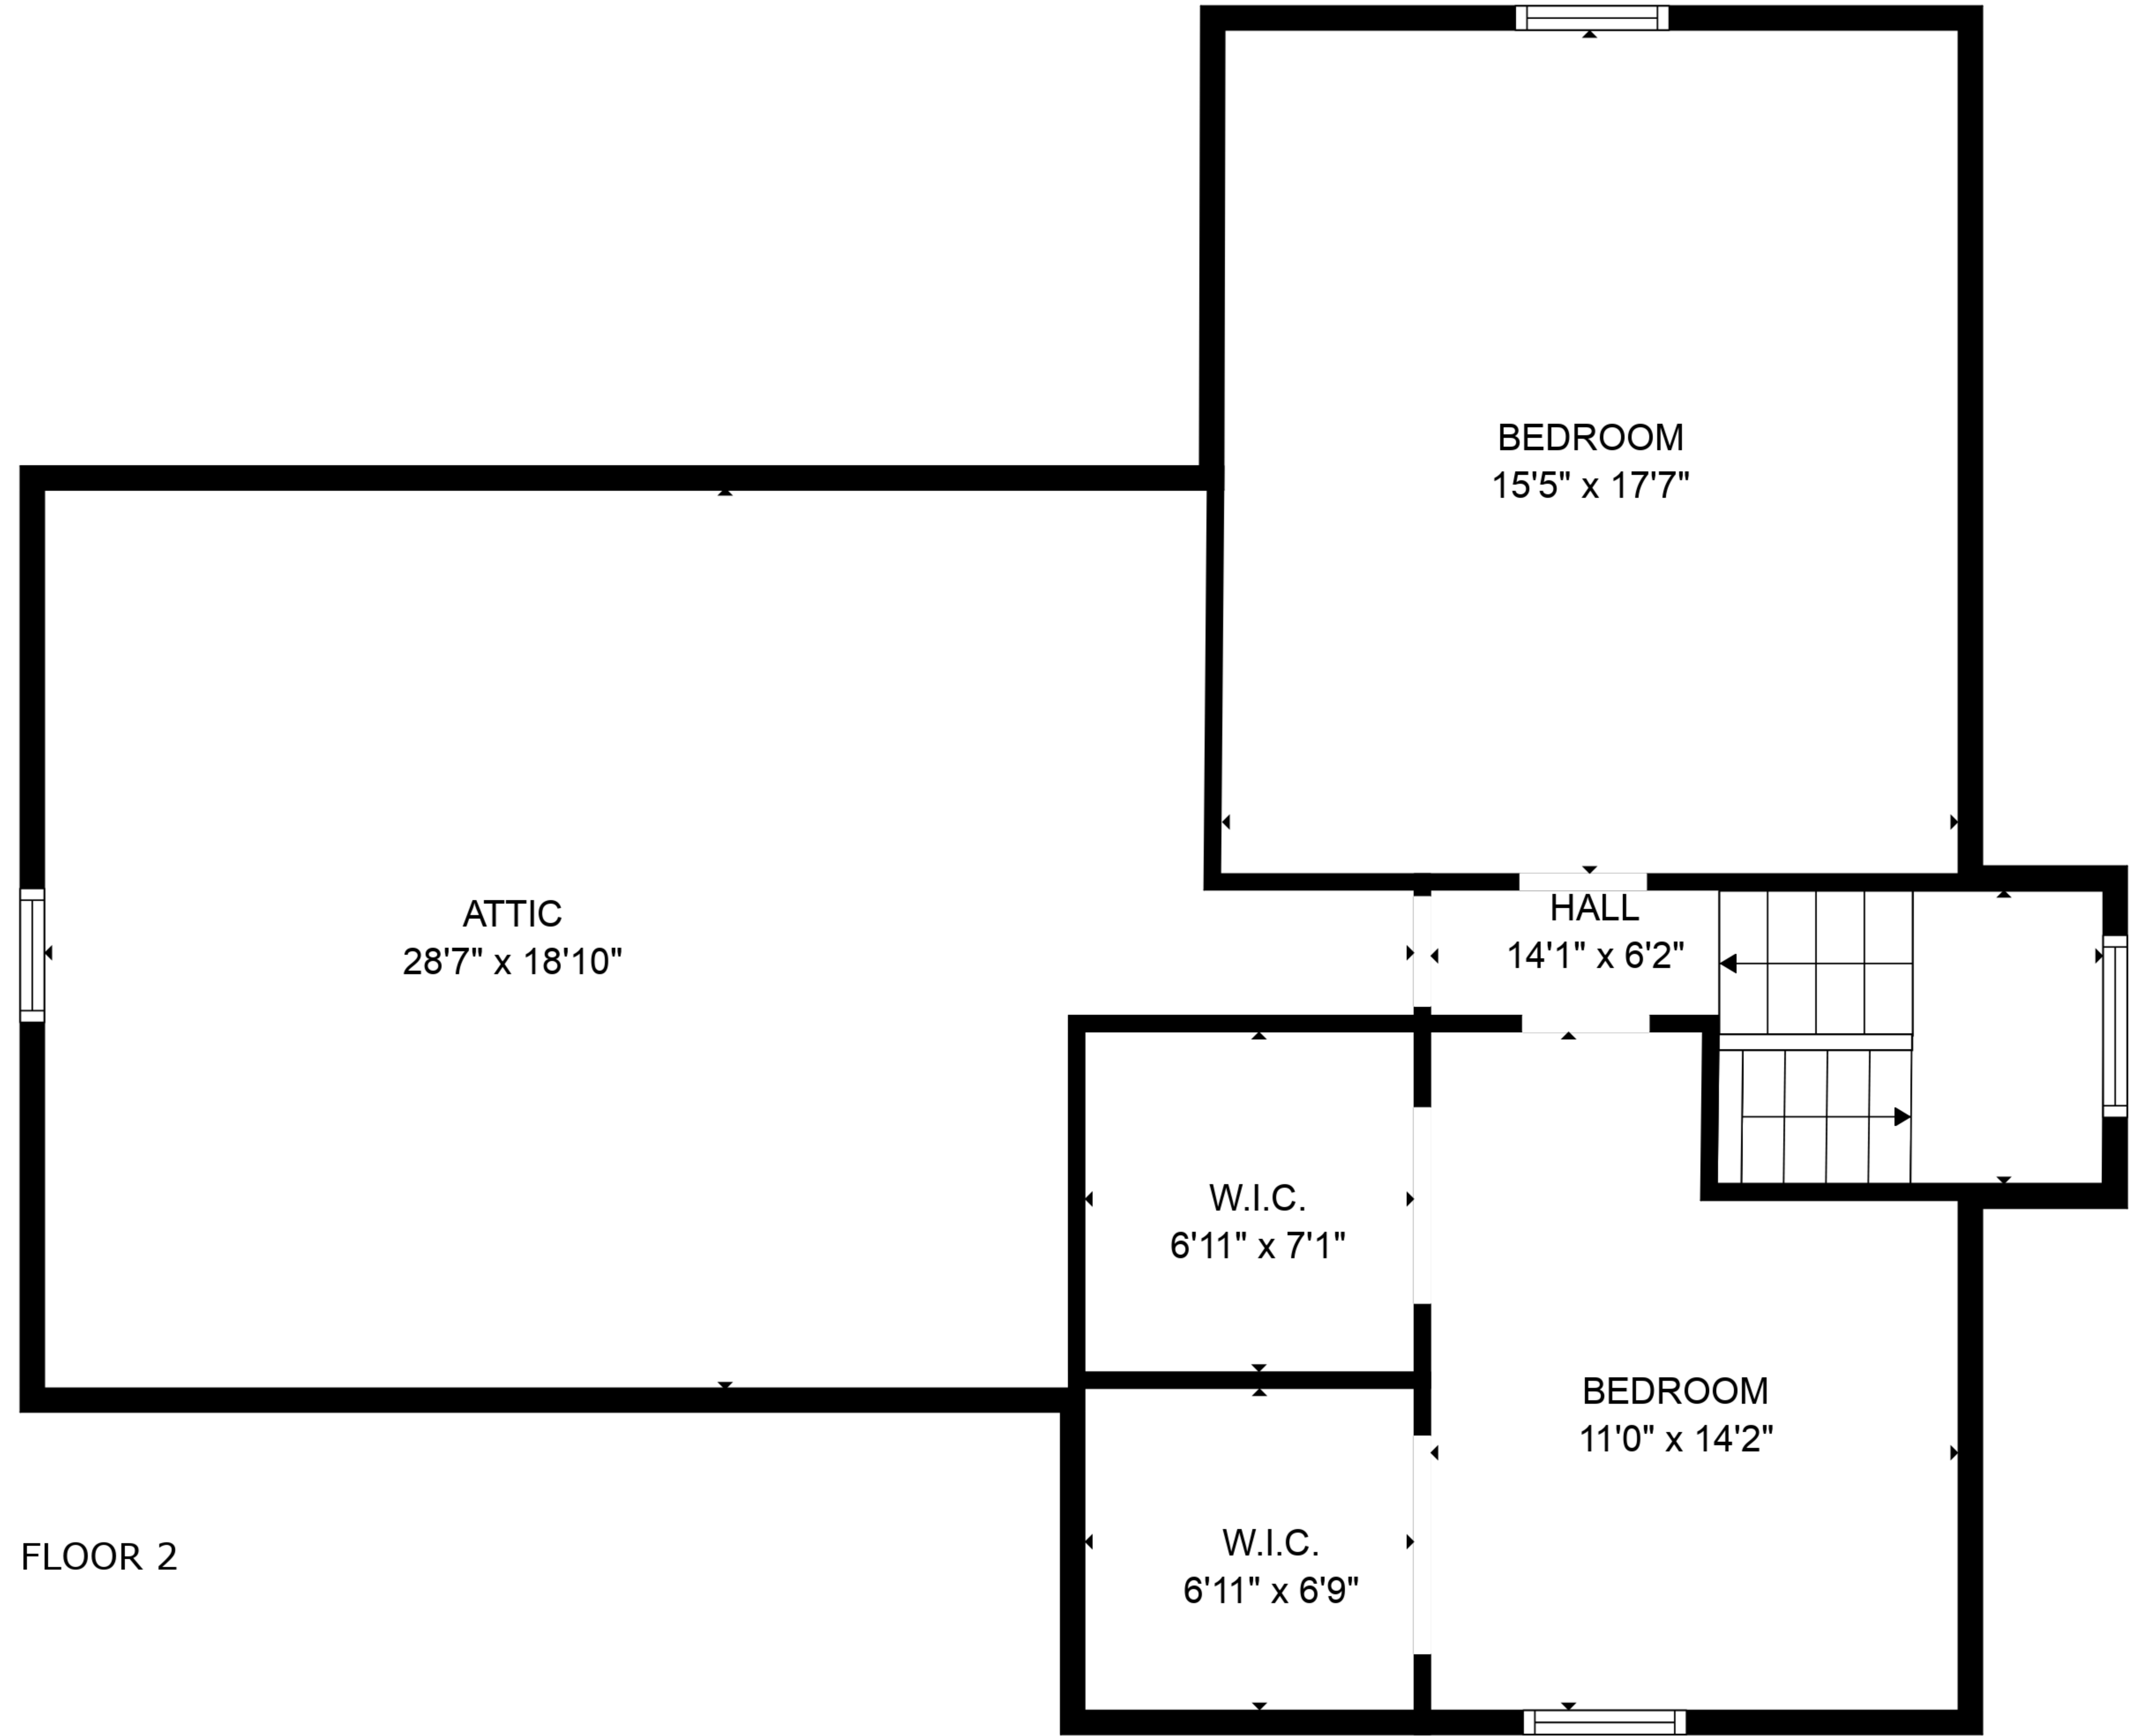 BEDROOM
15'5" x 17'7"
ATTIC
28'7" x 18'10"
HALL
14'1" x 6'2"
W.I.C.
6'11" x 7'1"
BEDROOM
11'0" x 14'2"
W.I.C.
6'11" x 6'9"
FLOOR 2